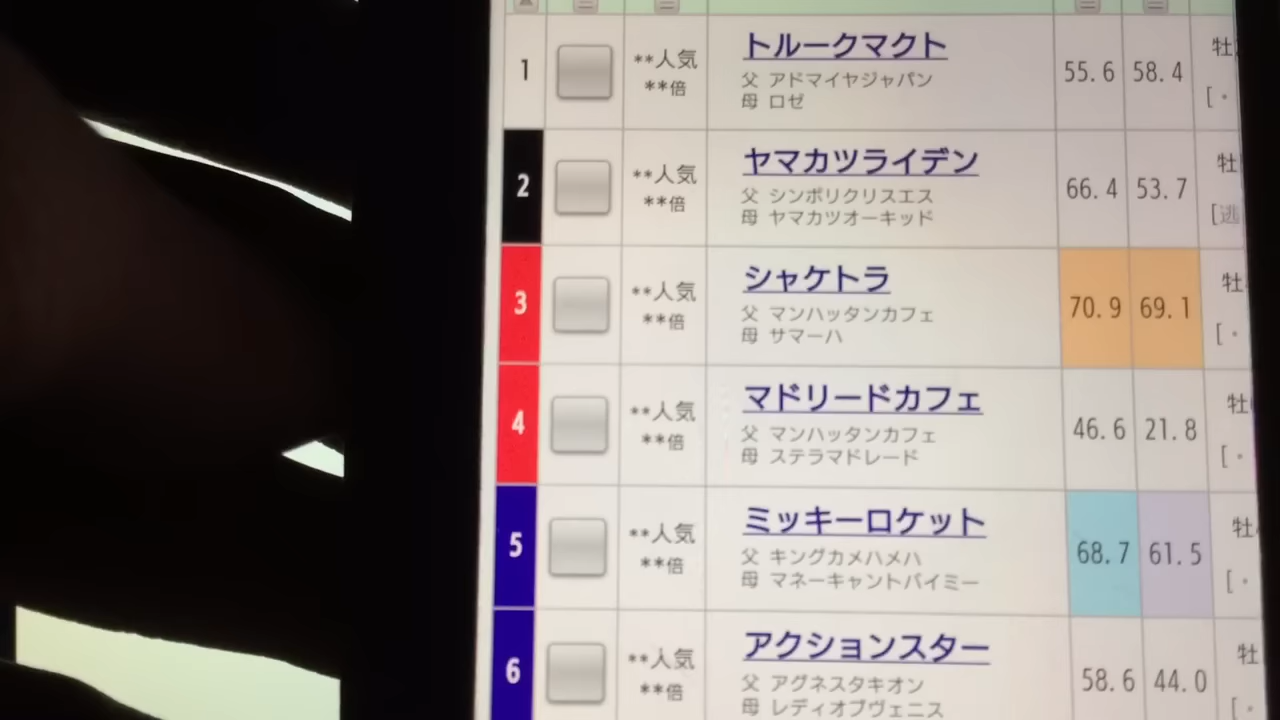 1
**人気
**倍
トルークマクト
父 アドマイヤジャパン
母 ロゼ
55.6
58.4
牡
[・
2
**人気
**倍
ヤマカツライデン
父 シンボリクリスエス
母 ヤマカツオーキッド
66.4
53.7
牡
[逃
3
**人気
**倍
シャケトラ
父 マンハッタンカフェ
母 サマーハ
70.9
69.1
牡
[・
4
**人気
**倍
マドリードカフェ
父 マンハッタンカフェ
母 ステラマドレード
46.6
21.8
牡
[・
5
**人気
**倍
ミッキーロケット
父 キングカメハメハ
母 マネーキャントバイミー
68.7
61.5
牡
[・
6
**人気
**倍
アクションスター
父 アグネスタキオン
母 レディオブヴェニス
58.6
44.0
牡
[・